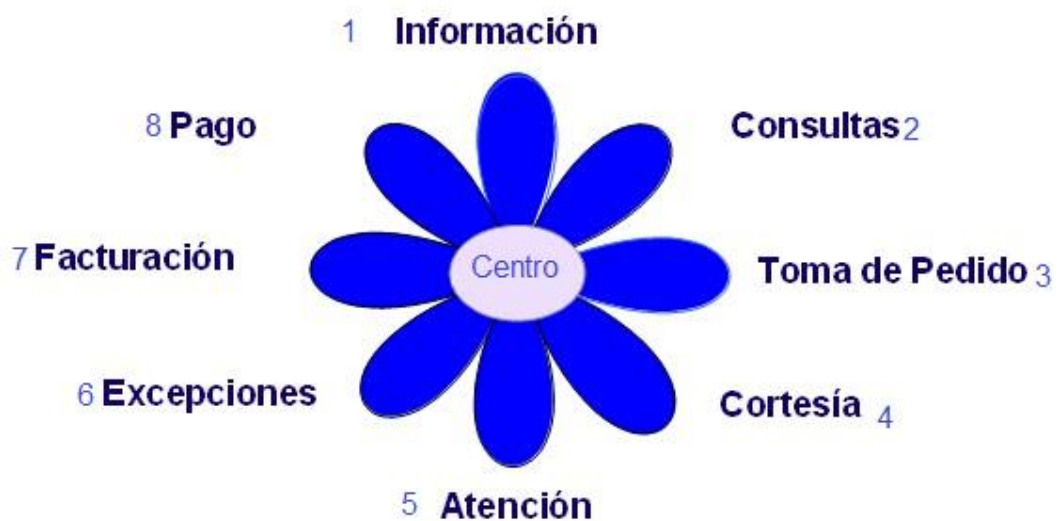 1 Información
8 Pago
Consultas 2
7 Facturación
Centro
Toma de Pedido 3
6 Excepciones
Cortesía 4
5 Atención